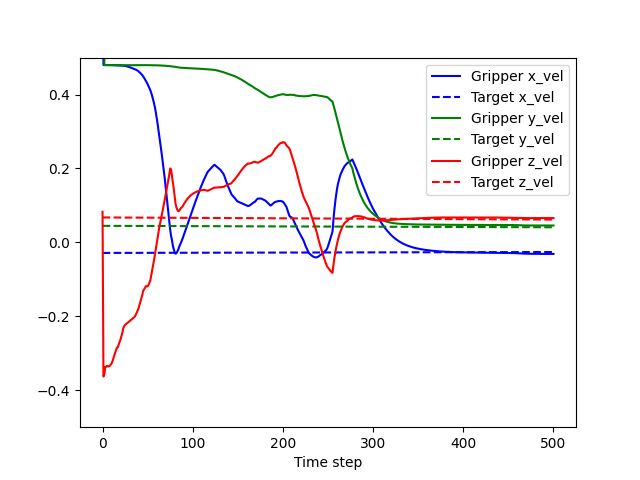 0.4
0.2
0.0
−0.2
−0.4
0
100
200
300
400
500
Time step
Gripper x_vel
Target x_vel
Gripper y_vel
Target y_vel
Gripper z_vel
Target z_vel